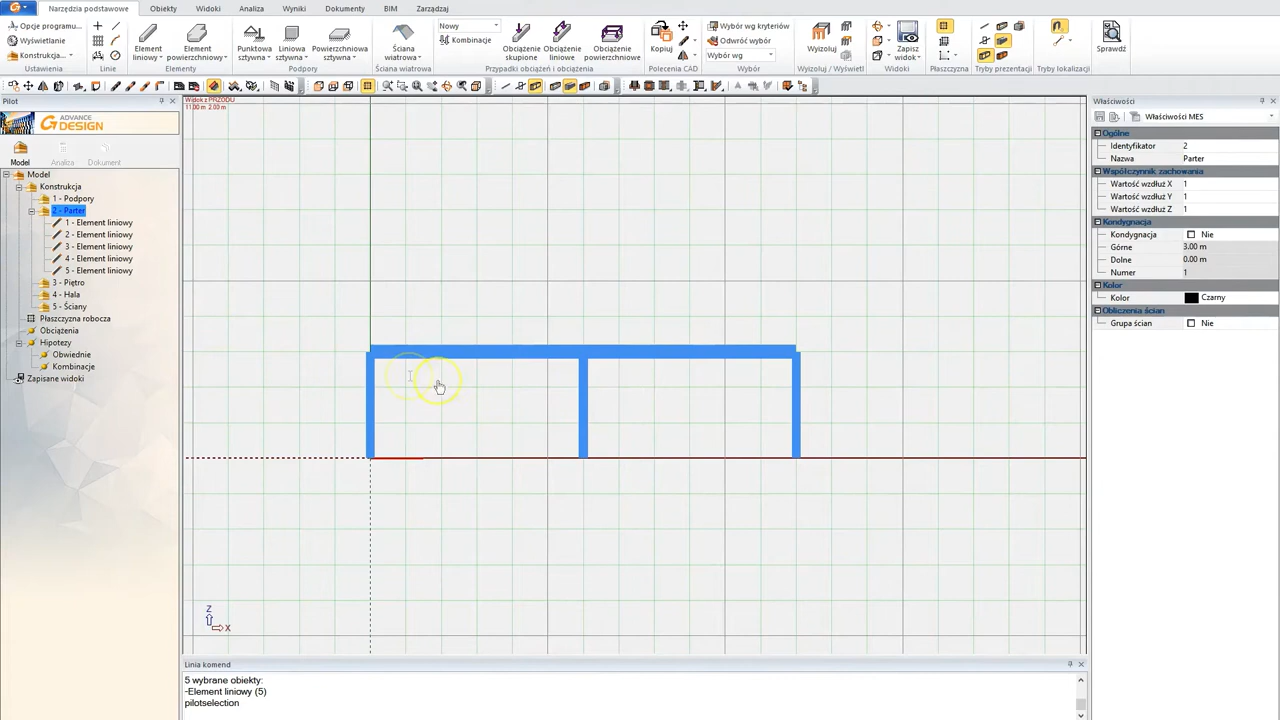 Narzędzia podstawowe Obiekty Widoki Analiza Wyniki Dokumenty BIM Zarządzaj
Opcje programu...
Wyświetlanie
Konstrukcja...
Ustawienia
Linie
Element liniowy
Element powierzchniowy
Elementy
Punktowa sztywna
Liniowa sztywna
Powierzchniowa sztywna
Podpory
Ściana wiatrowa
Ściana wiatrowa
Nowy
Kombinacje
Obciążenie skupione
Obciążenie liniowe
Obciążenie powierzchniowe
Przypadki obciążeń i obciążenia
Kopiuj
Polecenia CAD
Wybór wg kryteriów
Odwróć wybór
Wybór wg
Wybór
Wyizoluj
Wyizoluj / Wyświetl
Zapisz widok
Widoki
Płaszczyzna
Tryby prezentacji
Tryby lokalizacji
Sprawdź
Pilot
ADVANCE
DESIGN
Model Analiza Dokument
Model
Konstrukcja
1 - Podpory
2 - Parter
1 - Element liniowy
2 - Element liniowy
3 - Element liniowy
4 - Element liniowy
5 - Element liniowy
3 - Piętro
4 - Hala
5 - Ściany
Płaszczyzna robocza
Obciążenia
Hipotezy
Obwiednie
Kombinacje
Zapisane widoki
Widok z PRZODU
11.00 m 2.00 m
Z
X
Linia komend
5 wybrane obiekty:
-Element liniowy (5)
pilotselection
Właściwości
Właściwości MES
Ogólne
Identyfikator 2
Nazwa Parter
Współczynnik zachowania
Wartość wzdłuż X 1
Wartość wzdłuż Y 1
Wartość wzdłuż Z 1
Kondygnacja
Kondygnacja Nie
Górne 3.00 m
Dolne 0.00 m
Numer 1
Kolor
Kolor Czarny
Obliczenia ścian
Grupa ścian Nie